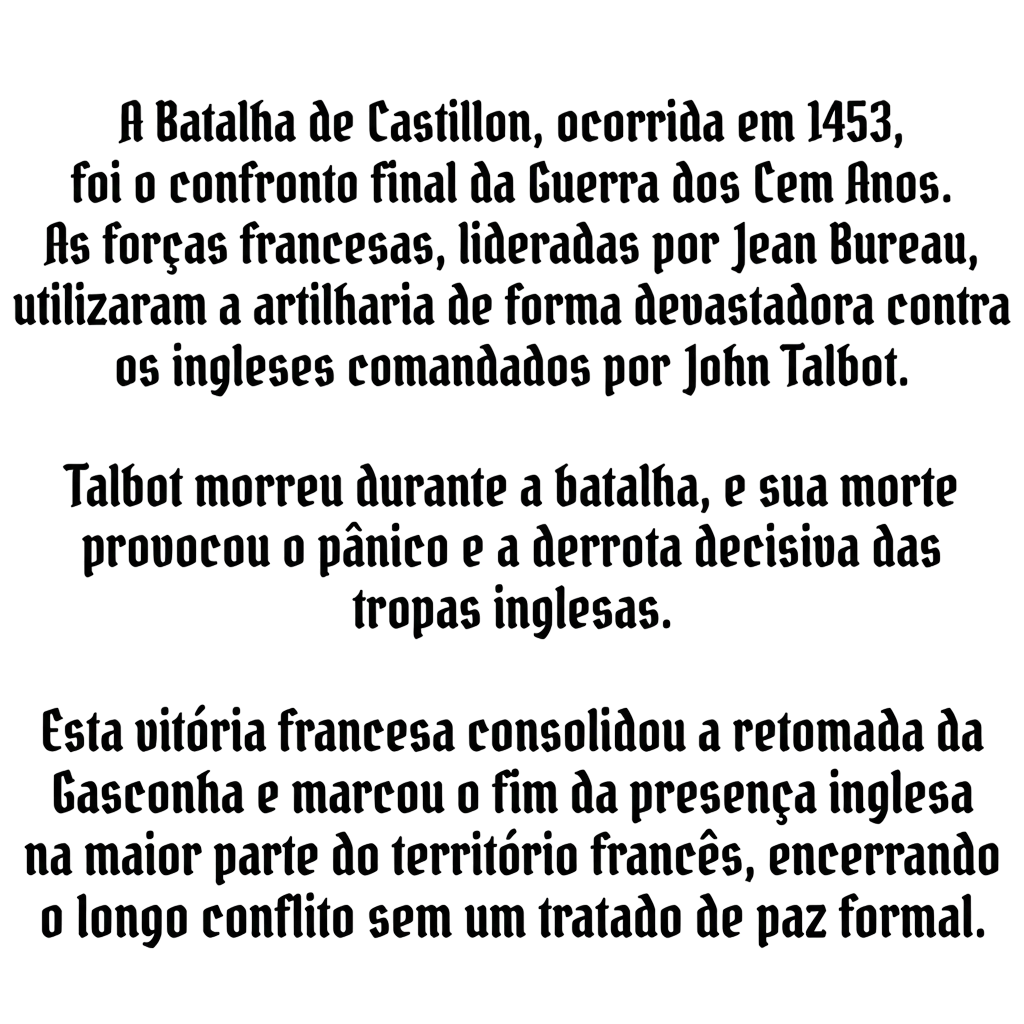 A Batalha de Castillon, ocorrida em 1453,
foi o confronto final da Guerra dos Cem Anos.
As forças francesas, lideradas por Jean Bureau,
utilizaram a artilharia de forma devastadora contra
os ingleses comandados por John Talbot.
Talbot morreu durante a batalha, e sua morte
provocou o pânico e a derrota decisiva das
tropas inglesas.
Esta vitória francesa consolidou a retomada da
Gasconha e marcou o fim da presença inglesa
na maior parte do território francês, encerrando
o longo conflito sem um tratado de paz formal.